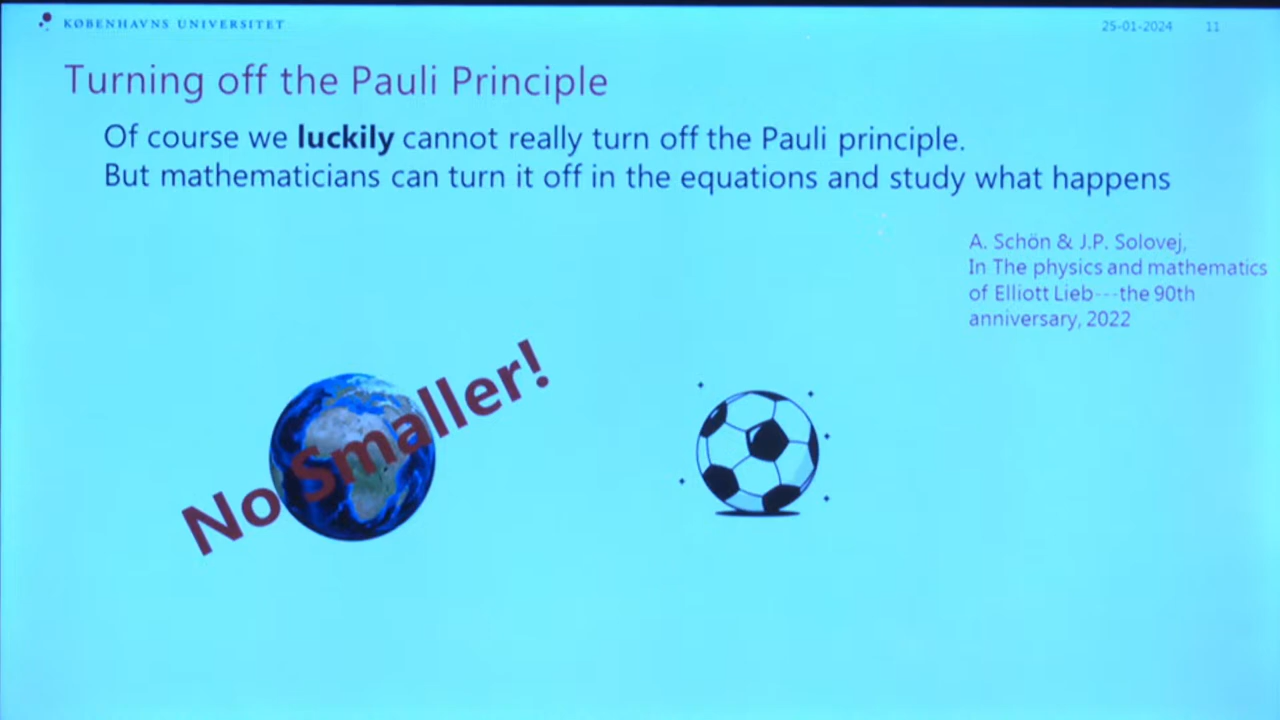 KØBENHAVNS UNIVERSITET
25-01-2024 11
Turning off the Pauli Principle
Of course we luckily cannot really turn off the Pauli principle.
But mathematicians can turn it off in the equations and study what happens
A. Schön & J.P. Solovej,
In The physics and mathematics
of Elliott Lieb---the 90th
anniversary, 2022
No Smaller!